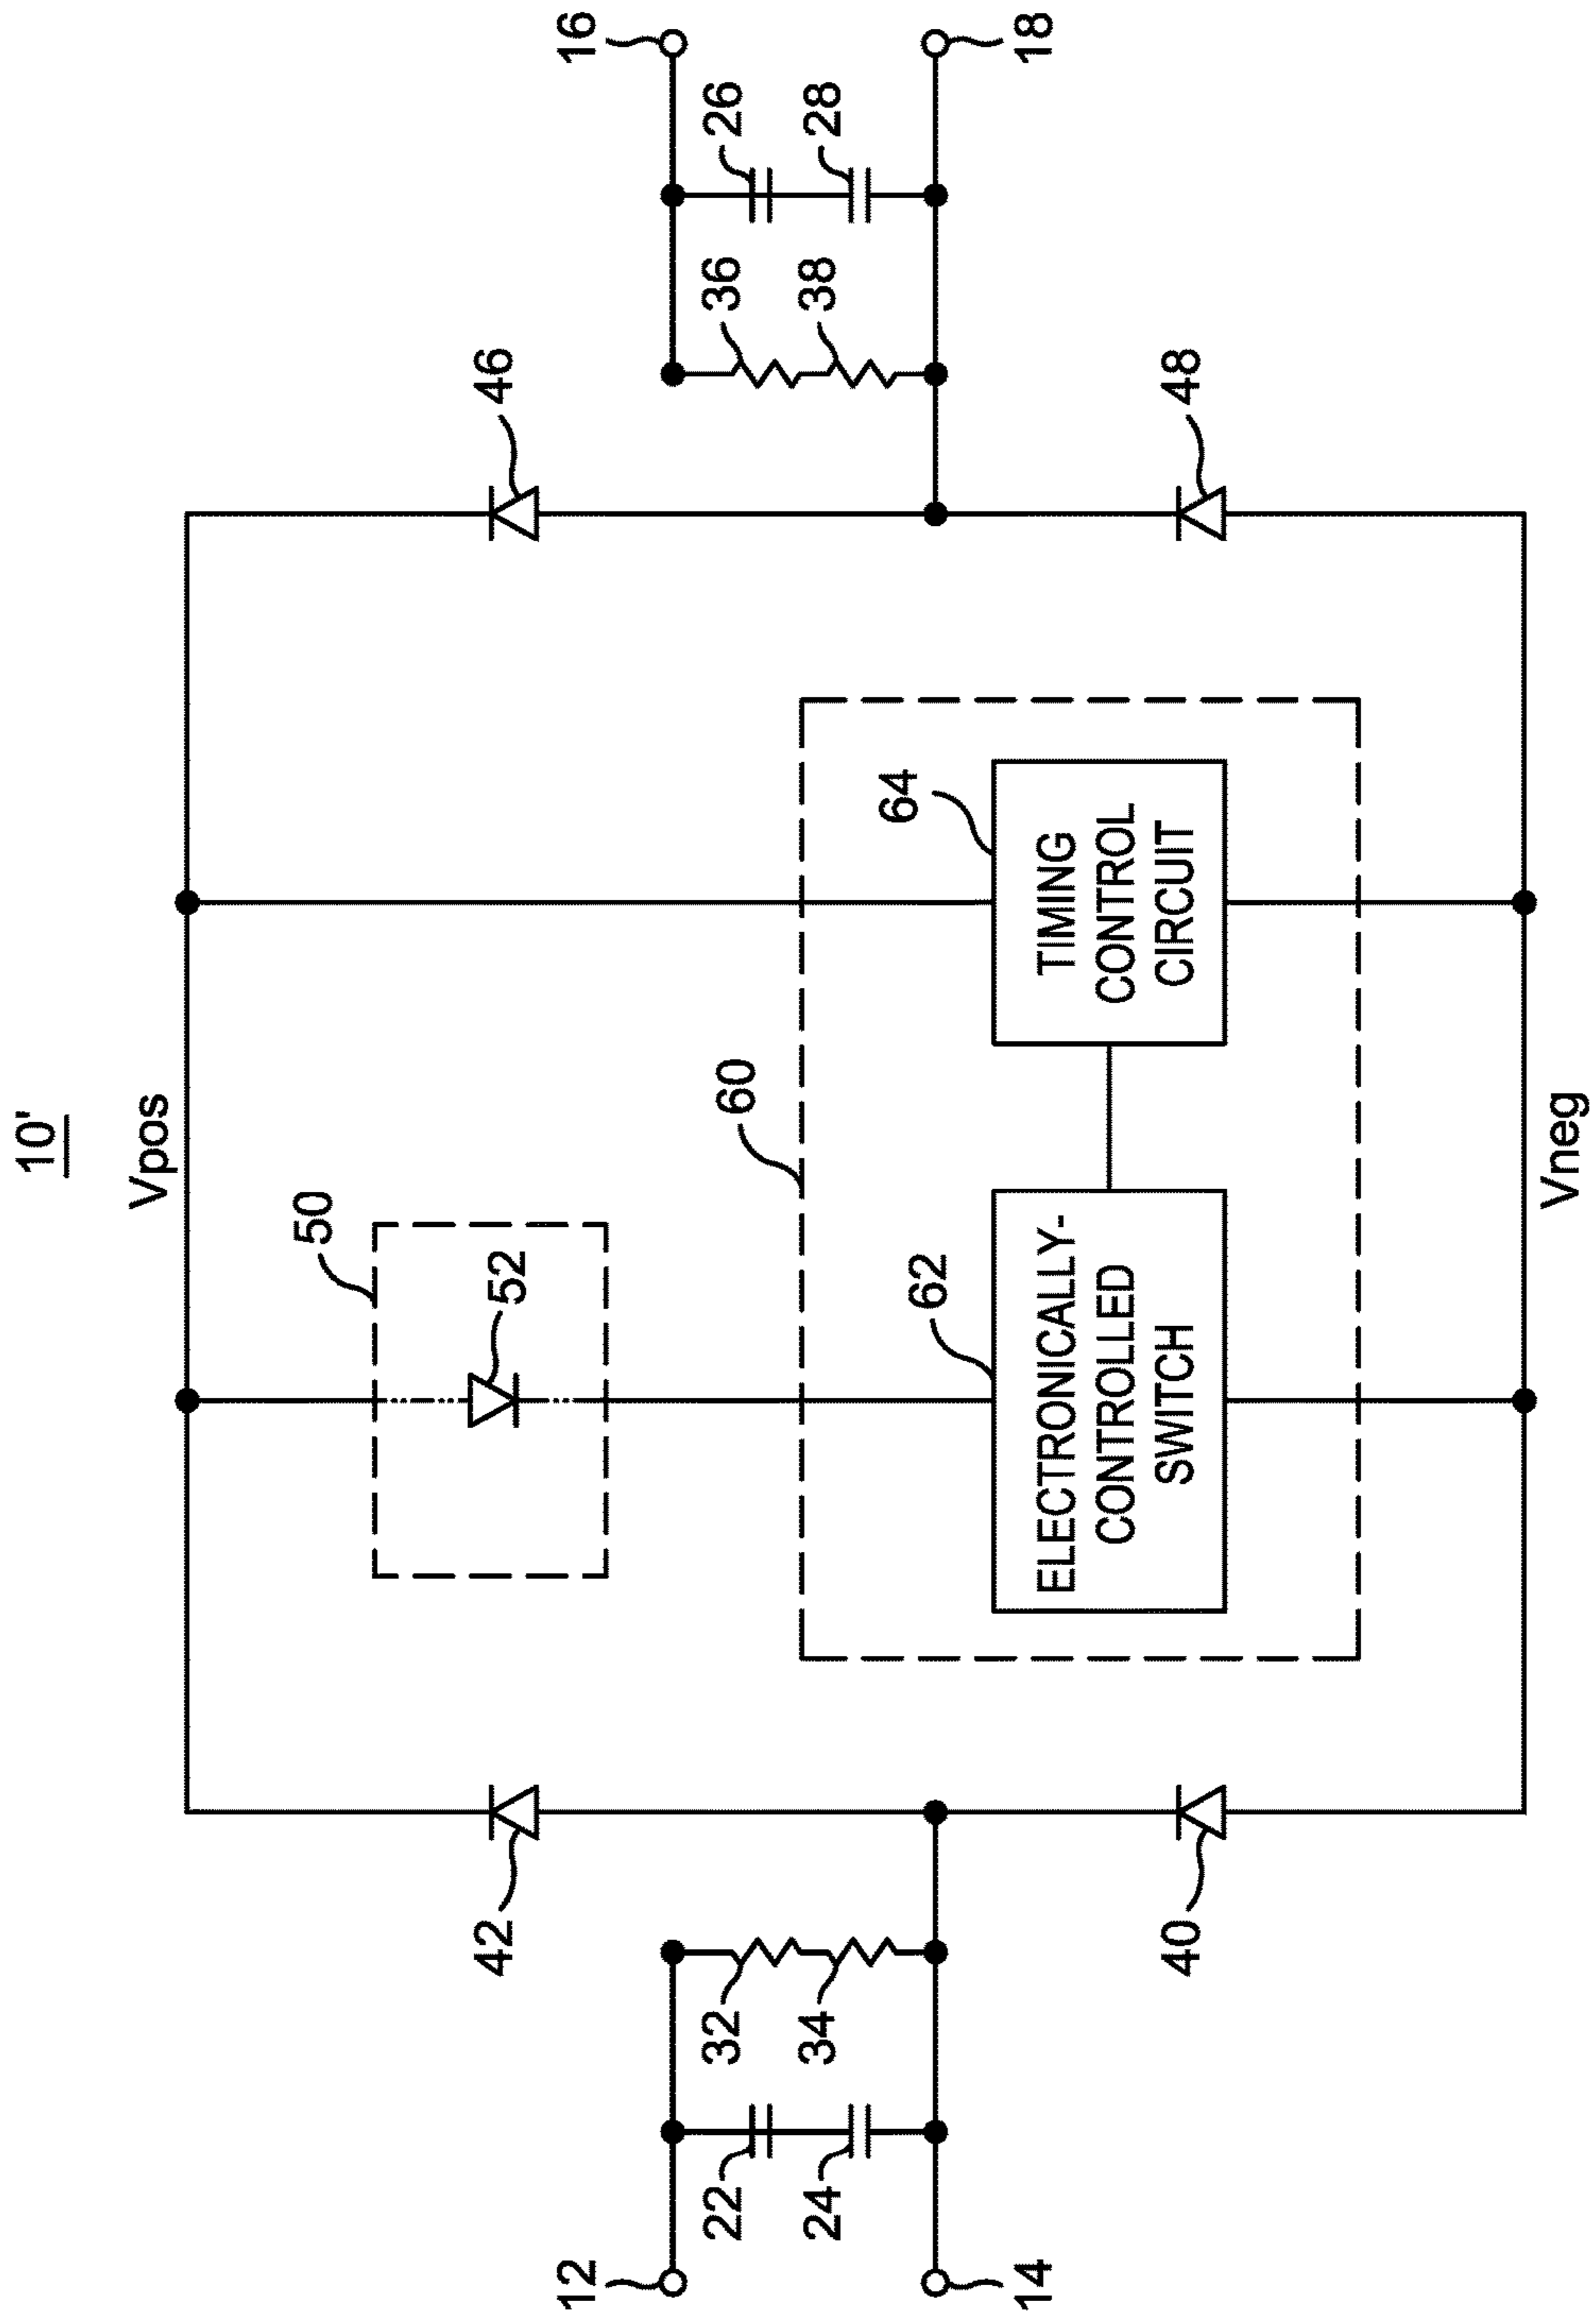 10'
Vpos
50
52
42
46
60
62
64
ELECTRONICALLY-
CONTROLLED
SWITCH
TIMING
CONTROL
CIRCUIT
12
22
32
36
26
16
24
34
38
28
14
18
40
48
Vneg